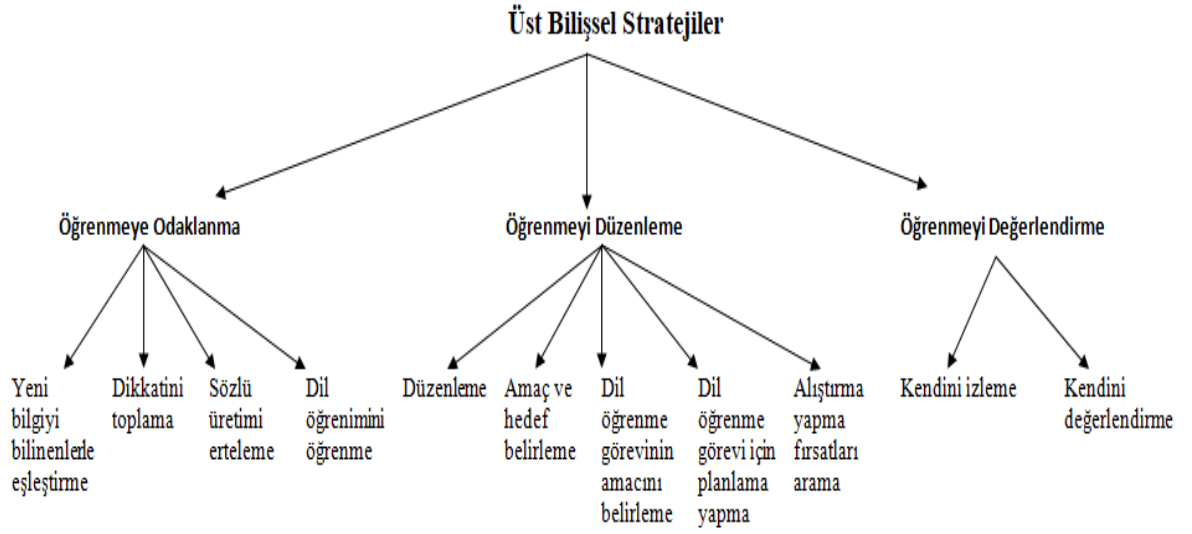 Üst Bilişsel Stratejiler
Öğrenmeye Odaklanma
Öğrenmeyi Düzenleme
Öğrenmeyi Değerlendirme
Yeni
bilgiyi
bilinenlerle
eşleştirme
Dikkatini
toplama
Sözlü
üretimi
erteleme
Dil
öğrenimini
öğrenme
Düzenleme
Amaç ve
hedef
belirleme
Dil
öğrenme
görevinin
amacını
belirleme
Dil
öğrenme
görevi için
planlama
yapma
Alıştırma
yapma
fırsatları
arama
Kendini izleme
Kendini
değerlendirme